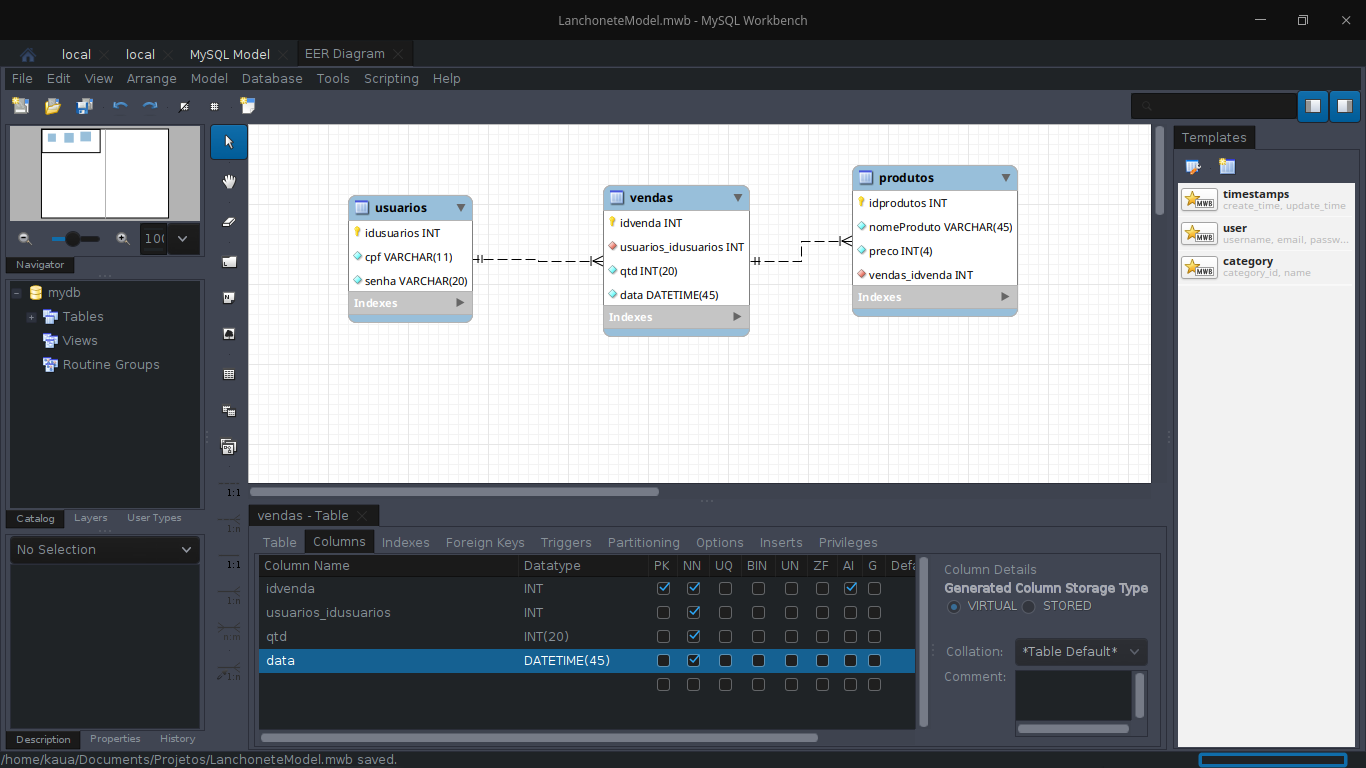 LanchoneteModel.mwb - MySQL Workbench
local local MySQL Model EER Diagram
File Edit View Arrange Model Database Tools Scripting Help
Templates
timestamps
create_time, update_time
user
username, email, passw...
category
category_id, name
usuarios
idusuarios INT
cpf VARCHAR(11)
senha VARCHAR(20)
Indexes
vendas
idvenda INT
usuarios_idusuarios INT
qtd INT(20)
data DATETIME(45)
Indexes
produtos
idprodutos INT
nomeProduto VARCHAR(45)
preco INT(4)
vendas_idvenda INT
Indexes
Navigator
mydb
Tables
Views
Routine Groups
Catalog Layers User Types
No Selection
Description Properties History
1:1
1:n
1:1
1:n
n:m
1:n
vendas - Table
Table Columns Indexes Foreign Keys Triggers Partitioning Options Inserts Privileges
Column Name Datatype PK NN UQ BIN UN ZF AI G Defa
idvenda INT
usuarios_idusuarios INT
qtd INT(20)
data DATETIME(45)
Column Details
Generated Column Storage Type
VIRTUAL STORED
Collation: *Table Default*
Comment:
/home/kaua/Documents/Projetos/LanchoneteModel.mwb saved.